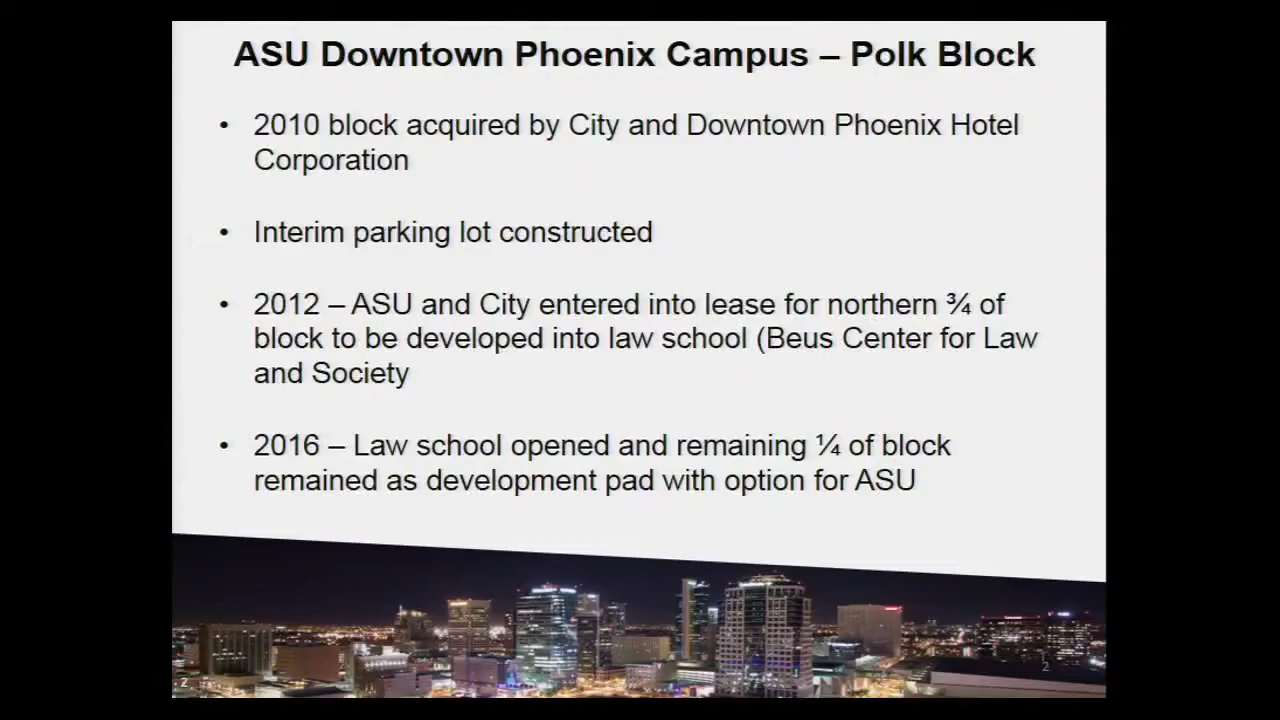 ASU Downtown Phoenix Campus – Polk Block
• 2010 block acquired by City and Downtown Phoenix Hotel
Corporation
• Interim parking lot constructed
• 2012 – ASU and City entered into lease for northern ¾ of
block to be developed into law school (Beus Center for Law
and Society
• 2016 – Law school opened and remaining ¼ of block
remained as development pad with option for ASU
2
2